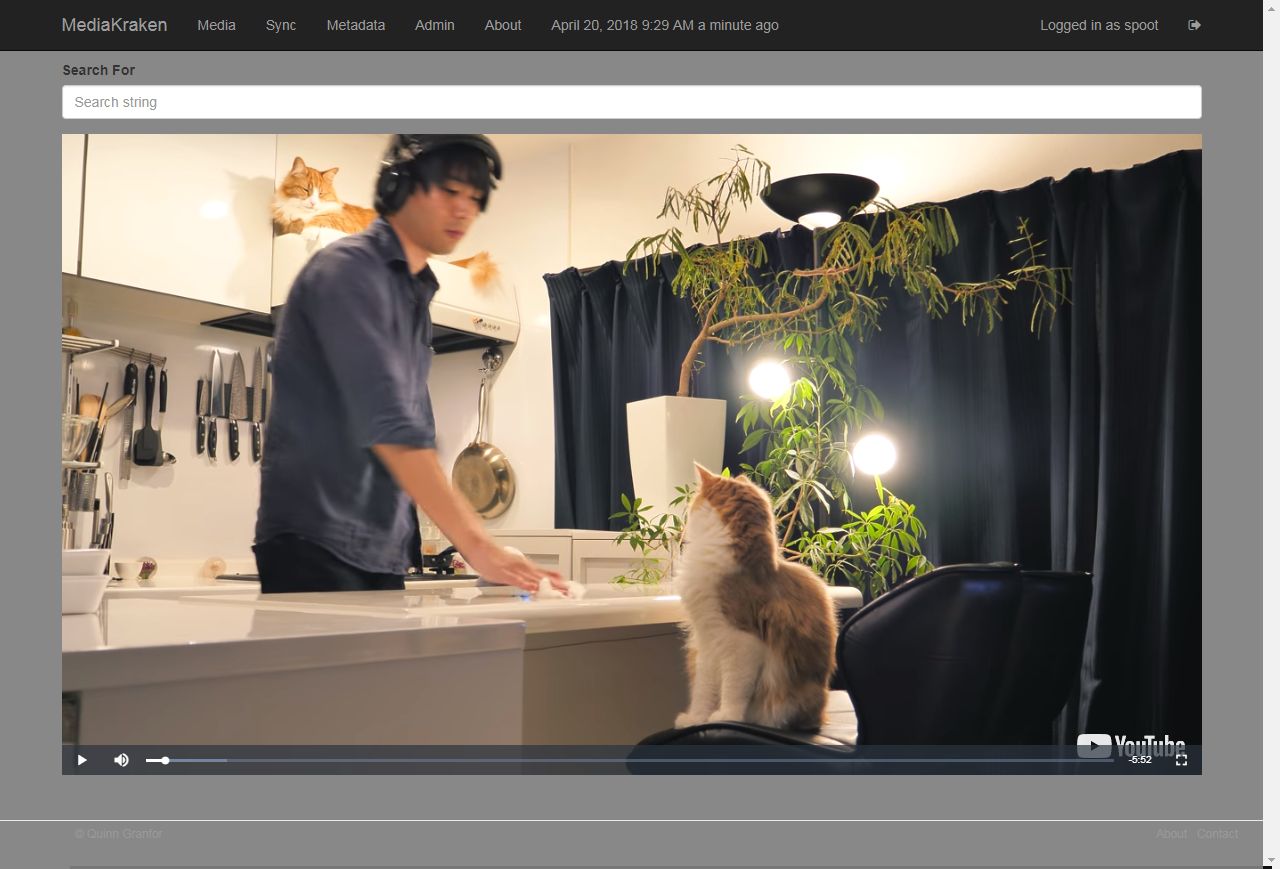 MediaKraken Media Sync Metadata Admin About April 20, 2018 9:29 AM a minute ago Logged in as spoot
Search For
Search string
YouTube
-5:52
© Quinn Granfor About Contact